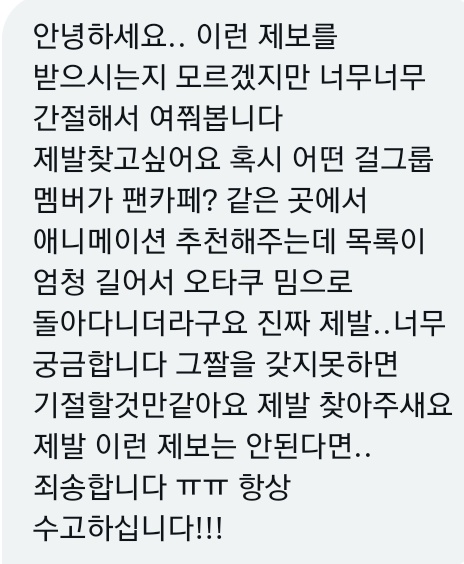 안녕하세요.. 이런 제보를
받으시는지 모르겠지만 너무너무
간절해서 여쭤봅니다
제발찾고싶어요 혹시 어떤 걸그룹
멤버가 팬카페? 같은 곳에서
애니메이션 추천해주는데 목록이
엄청 길어서 오타쿠 밈으로
돌아다니더라구요 진짜 제발..너무
궁금합니다 그짤을 갖지못하면
기절할것만같아요 제발 찾아주새요
제발 이런 제보는 안된다면..
죄송합니다 ㅠㅠ 항상
수고하십니다!!!